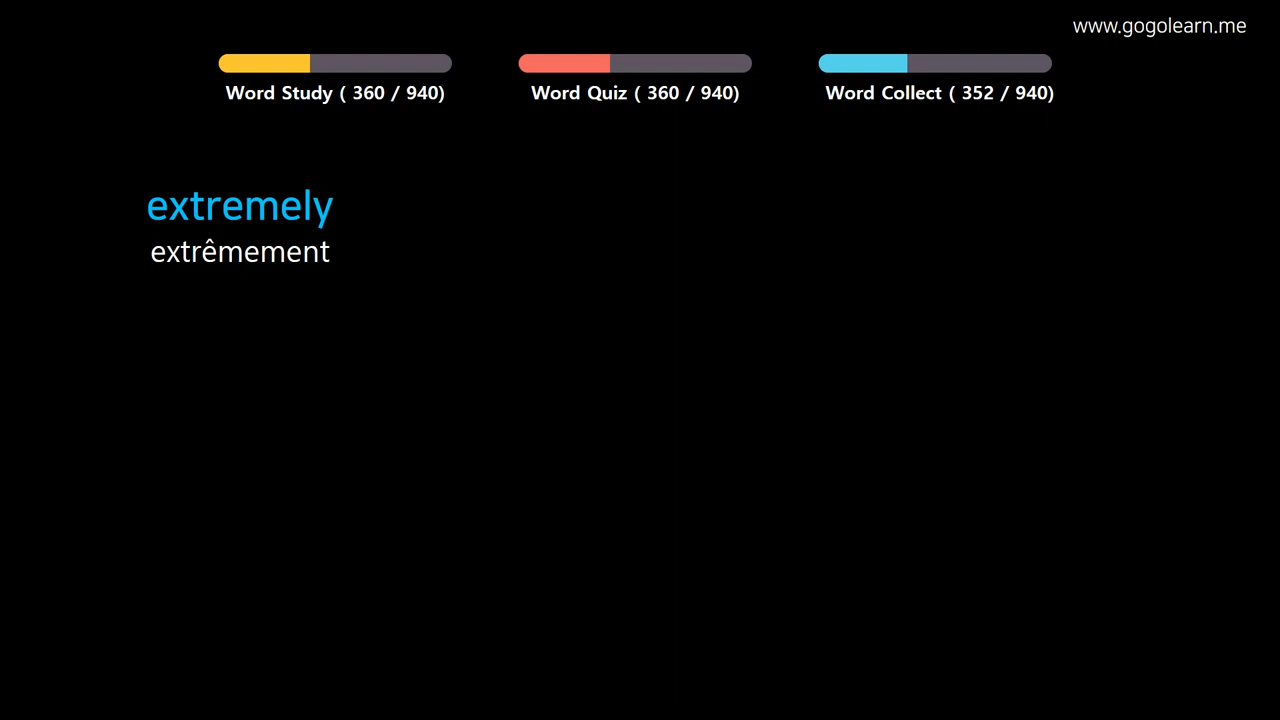 www.gogolearn.me
Word Study ( 360 / 940)
Word Quiz ( 360 / 940)
Word Collect ( 352 / 940)
extremely
extrêmement